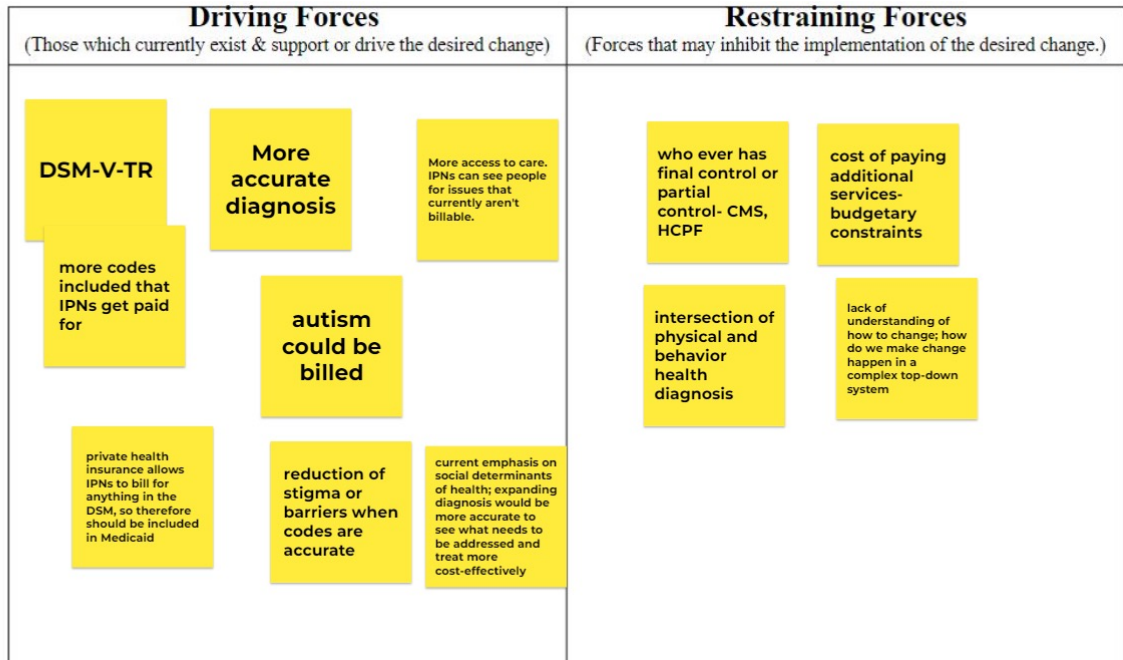 Driving Forces
(Those which currently exist & support or drive the desired change)
DSM-V-TR
More
accurate
diagnosis
More access to care.
IPNs can see people
for issues that
currently aren't
billable.
more codes
included that
IPNs get paid
for
autism
could be
billed
private health
insurance allows
IPNs to bill for
anything in the
DSM, so therefore
should be included
in Medicaid
reduction of
stigma or
barriers when
codes are
accurate
current emphasis on
social determinants
of health; expanding
diagnosis would be
more accurate to
see what needs to
be addressed and
treat more
cost-effectively
Restraining Forces
(Forces that may inhibit the implementation of the desired change.)
who ever has
final control or
partial
control- CMS,
HCPF
cost of paying
additional
services-
budgetary
constraints
intersection of
physical and
behavior
health
diagnosis
lack of
understanding of
how to change; how
do we make change
happen in a
complex top-down
system